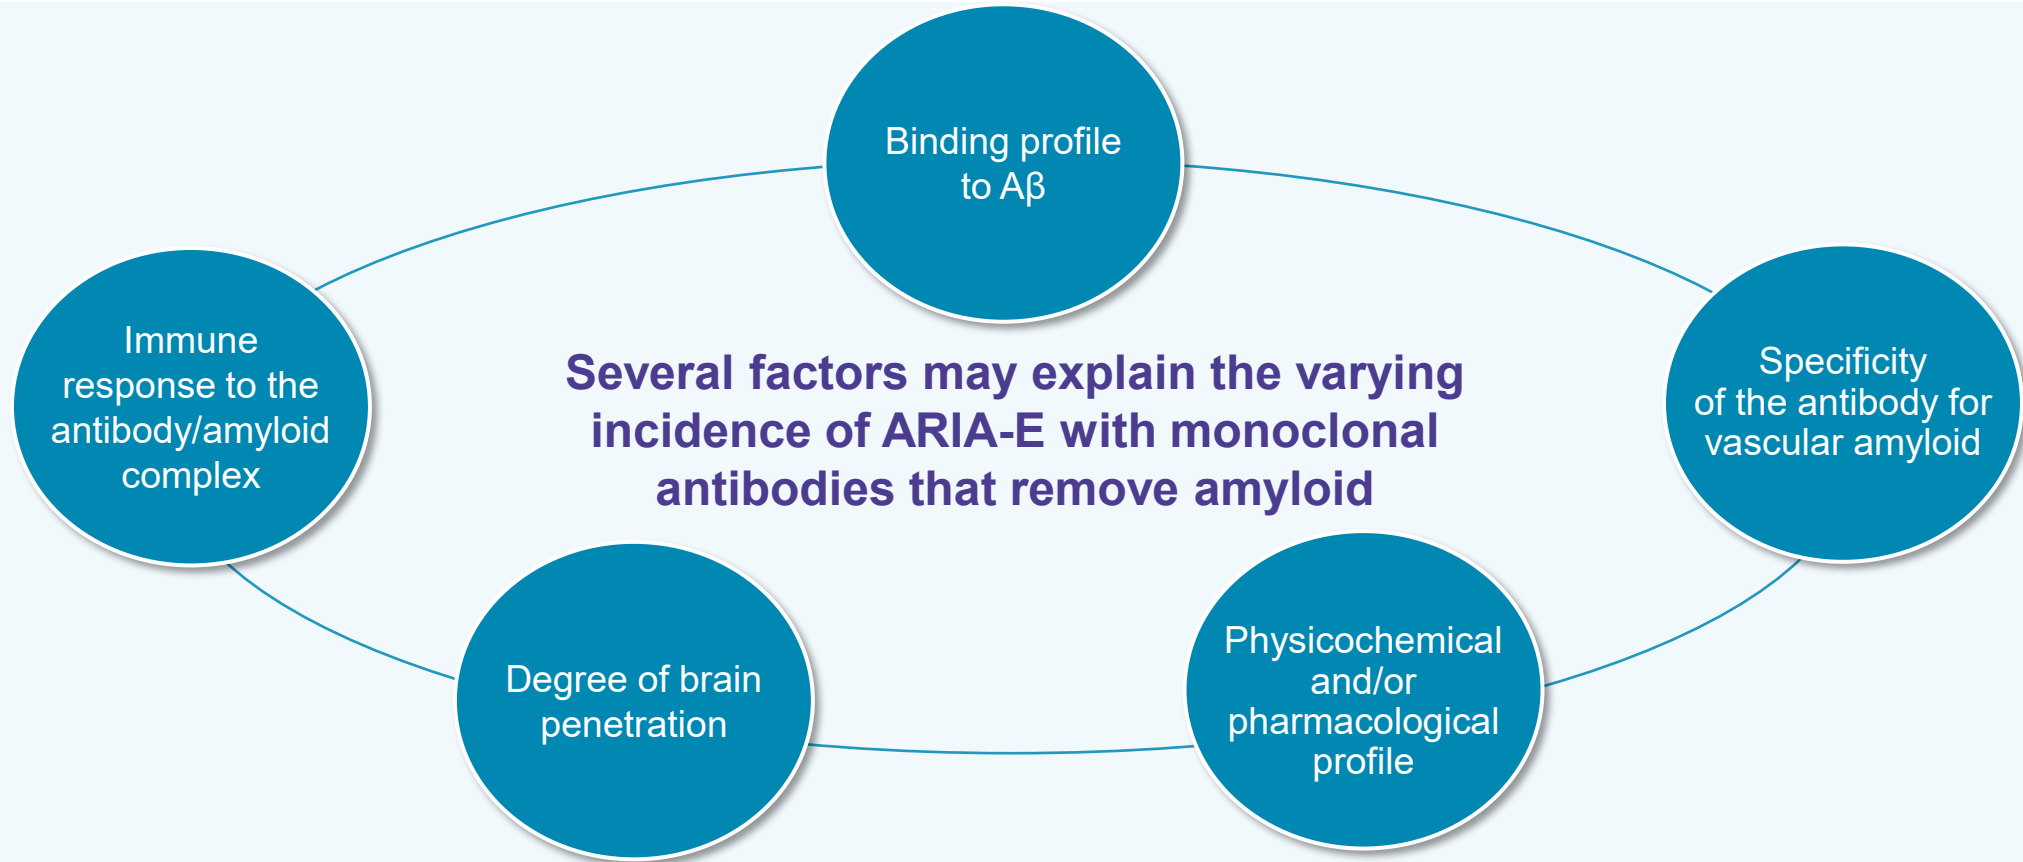 Binding profile
to Aβ
Immune
response to the
antibody/amyloid
complex
Several factors may explain the varying
incidence of ARIA-E with monoclonal
antibodies that remove amyloid
Specificity
of the antibody for
vascular amyloid
Degree of brain
penetration
Physicochemical
and/or
pharmacological
profile